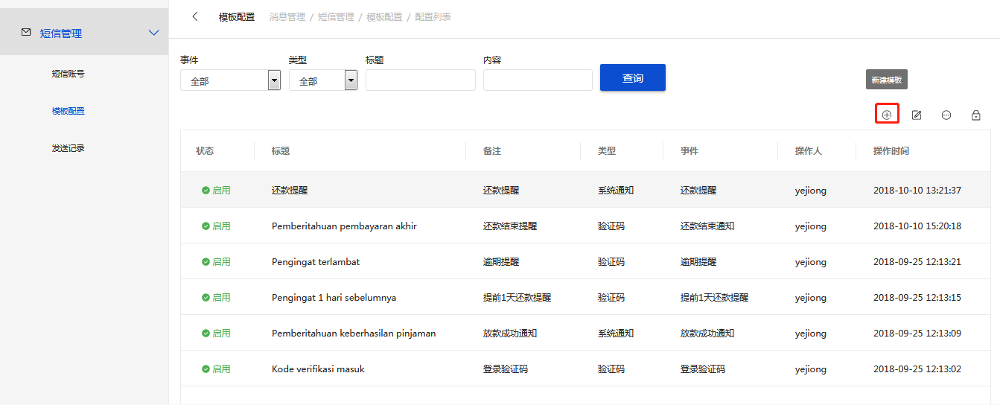 短信管理
短信账号
模板配置
发送记录
模板配置 消息管理 / 短信管理 / 模板配置 / 配置列表
事件 类型 标题 内容
全部 全部 查询
新建模板
状态 标题 备注 类型 事件 操作人 操作时间
启用 还款提醒 还款提醒 系统通知 还款提醒 yejiong 2018-10-10 13:21:37
启用 Pemberitahuan pembayaran akhir 还款结束提醒 验证码 还款结束通知 yejiong 2018-10-10 15:20:18
启用 Pengingat terlambat 逾期提醒 验证码 逾期提醒 yejiong 2018-09-25 12:13:21
启用 Pengingat 1 hari sebelumnya 提前1天还款提醒 验证码 提前1天还款提醒 yejiong 2018-09-25 12:13:15
启用 Pemberitahuan keberhasilan pinjaman 放款成功通知 系统通知 放款成功通知 yejiong 2018-09-25 12:13:09
启用 Kode verifikasi masuk 登录验证码 验证码 登录验证码 yejiong 2018-09-25 12:13:02